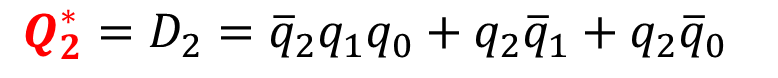 Q₂* = D₂ = q̅₂q₁q₀ + q₂q̅₁ + q₂q̅₀